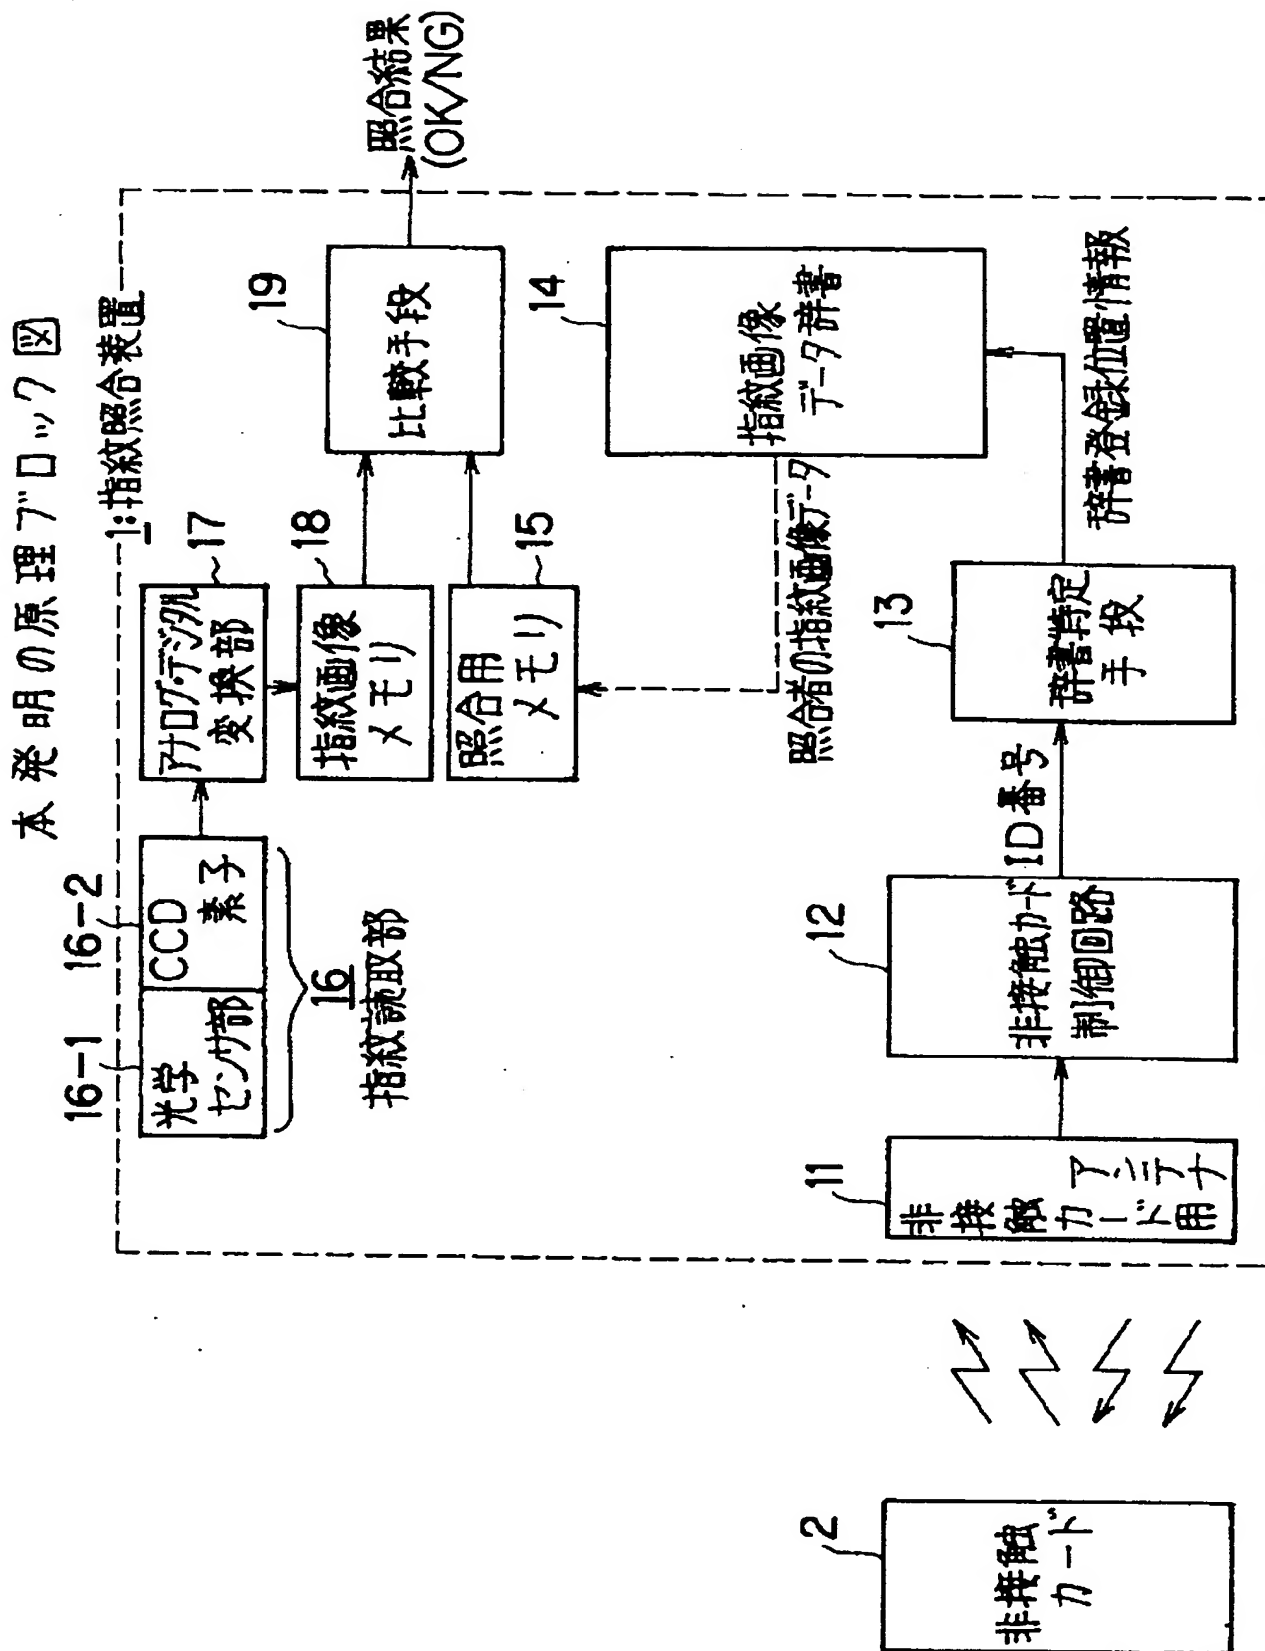 本発明の原理ブロック図
1:指紋照合装置
16-1
16-2
光学
センサ部
CCD
素子
16
指紋読取部
17
アナログ・デジタル
変換部
18
指紋画像
メモリ
15
照合用
メモリ
19
比較手段
照合結果
(OK/NG)
14
指紋画像
データ辞書
照合者の指紋画像データ
2
非接触
カード
11
非接触カード用
アンテナ
12
非接触カード
制御回路
ID番号
13
辞書特定
手段
辞書登録位置情報